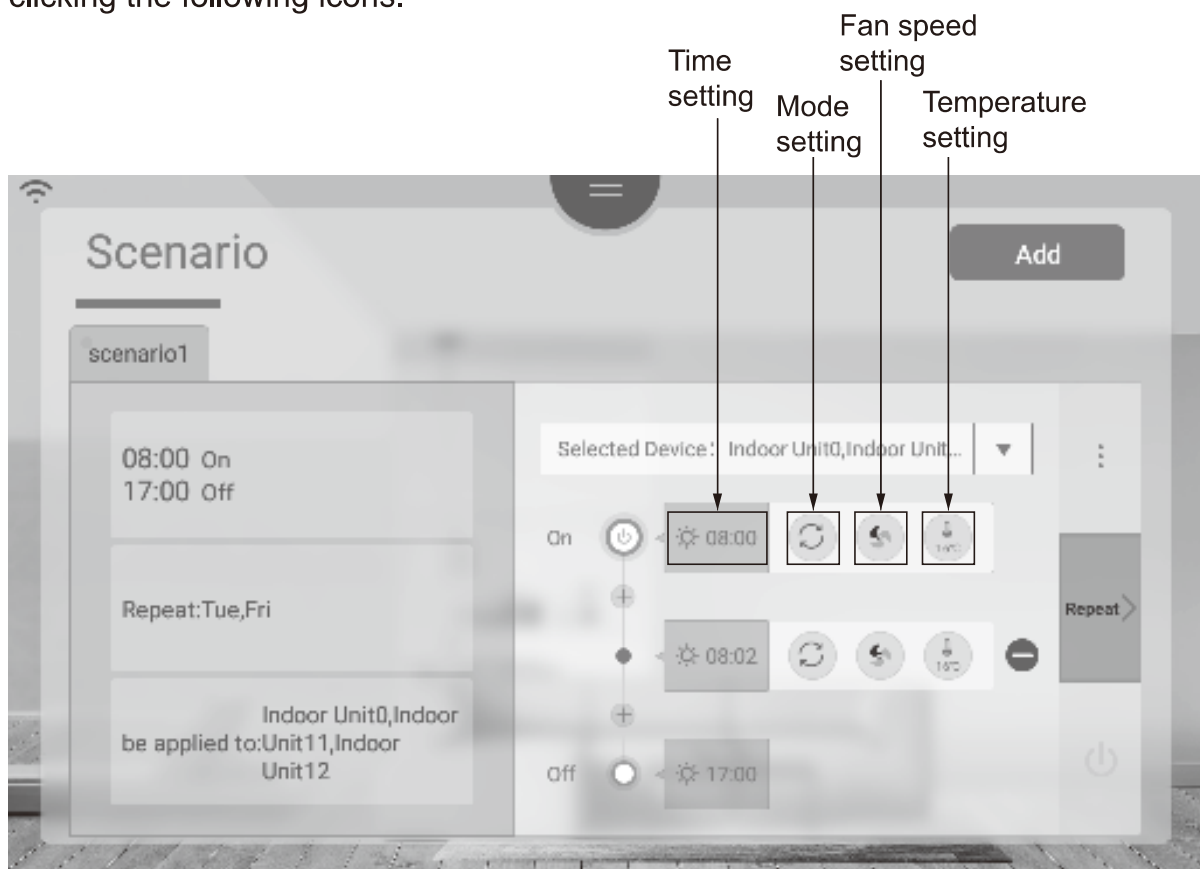 clicking the following icons:
Fan speed
setting
Time
setting
Mode
setting
Temperature
setting
Scenario
Add
scenario1
08:00 On
17:00 Off
Repeat:Tue,Fri
Indoor Unit0,Indoor
be applied to:Unit11,Indoor
Unit12
Selected Device: Indoor Unit0,Indoor Unit...
On
08:00
16°C
Repeat
08:02
16°C
Off
17:00